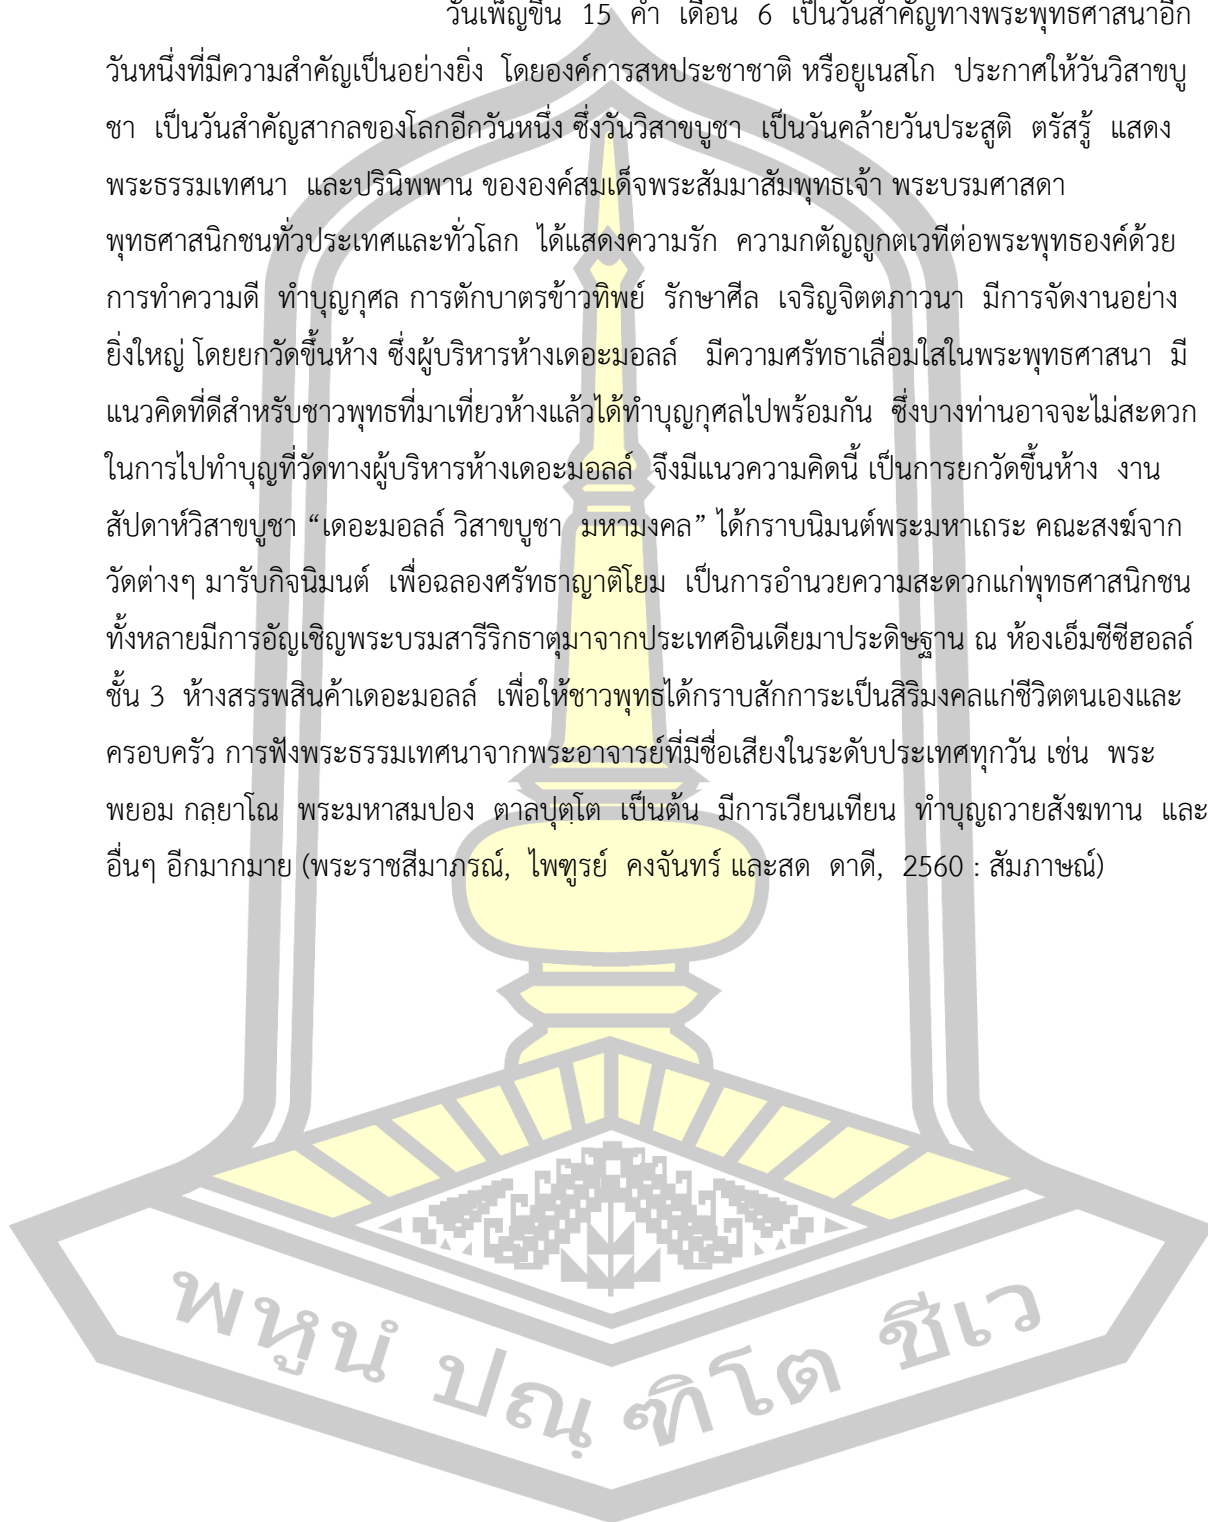 วันเพ็ญขึ้น 15 ค่ำ เดือน 6 เป็นวันสำคัญทางพระพุทธศาสนาอีก
วันหนึ่งที่มีความสำคัญเป็นอย่างยิ่ง โดยองค์การสหประชาชาติ หรือยูเนสโก ประกาศให้วันวิสาขบู
ชา เป็นวันสำคัญสากลของโลกอีกวันหนึ่ง ซึ่งวันวิสาขบูชา เป็นวันคล้ายวันประสูติ ตรัสรู้ แสดง
พระธรรมเทศนา และปรินิพพาน ขององค์สมเด็จพระสัมมาสัมพุทธเจ้า พระบรมศาสดา
พุทธศาสนิกชนทั่วประเทศและทั่วโลก ได้แสดงความรัก ความกตัญญูกตเวทีต่อพระพุทธองค์ด้วย
การทำความดี ทำบุญกุศล การตักบาตรข้าวทิพย์ รักษาศีล เจริญจิตตภาวนา มีการจัดงานอย่าง
ยิ่งใหญ่ โดยยกวัดขึ้นห้าง ซึ่งผู้บริหารห้างเดอะมอลล์ มีความศรัทธาเลื่อมใสในพระพุทธศาสนา มี
แนวคิดที่ดีสำหรับชาวพุทธที่มาเที่ยวห้างแล้วได้ทำบุญกุศลไปพร้อมกัน ซึ่งบางท่านอาจจะไม่สะดวก
ในการไปทำบุญที่วัดทางผู้บริหารห้างเดอะมอลล์ จึงมีแนวความคิดนี้ เป็นการยกวัดขึ้นห้าง งาน
สัปดาห์วิสาขบูชา “เดอะมอลล์ วิสาขบูชา มหามงคล” ได้กราบนิมนต์พระมหาเถระ คณะสงฆ์จาก
วัดต่างๆ มารับกิจนิมนต์ เพื่อฉลองศรัทธาญาติโยม เป็นการอำนวยความสะดวกแก่พุทธศาสนิกชน
ทั้งหลายมีการอัญเชิญพระบรมสารีริกธาตุมาจากประเทศอินเดียมาประดิษฐาน ณ ห้องเอ็มซีซีฮอลล์
ชั้น 3 ห้างสรรพสินค้าเดอะมอลล์ เพื่อให้ชาวพุทธได้กราบสักการะเป็นสิริมงคลแก่ชีวิตตนเองและ
ครอบครัว การฟังพระธรรมเทศนาจากพระอาจารย์ที่มีชื่อเสียงในระดับประเทศทุกวัน เช่น พระ
พยอม กลฺยาโณ พระมหาสมปอง ตาลปุตฺโต เป็นต้น มีการเวียนเทียน ทำบุญถวายสังฆทาน และ
อื่นๆ อีกมากมาย (พระราชสีมาภรณ์, ไพฑูรย์ คงจันทร์ และสด ดาดี, 2560 : สัมภาษณ์)
พหูนํ ปณฺฑิโต ชีเว